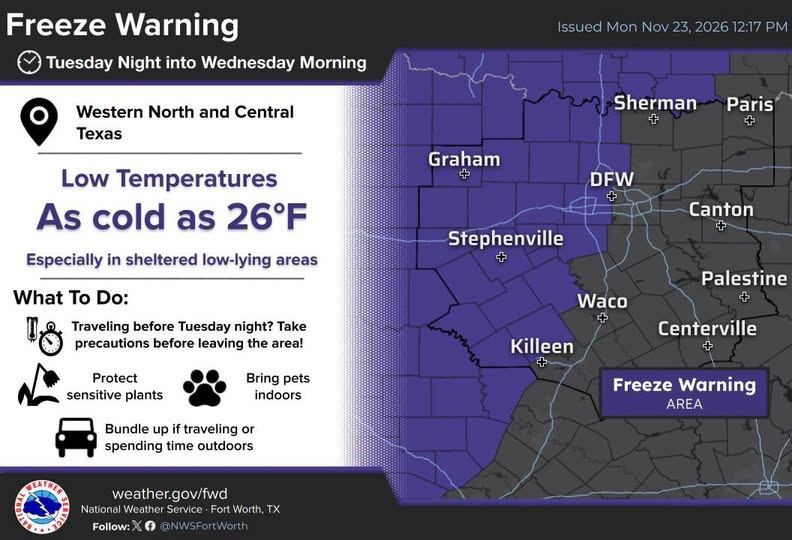 Freeze Warning
Issued Mon Nov 23, 2026 12:17 PM
Tuesday Night into Wednesday Morning
Western North and Central
Texas
Low Temperatures
As cold as 26°F
Especially in sheltered low-lying areas
What To Do:
Traveling before Tuesday night? Take
precautions before leaving the area!
Protect
sensitive plants
Bring pets
indoors
Bundle up if traveling or
spending time outdoors
Sherman
Paris
Graham
DFW
Canton
Stephenville
Palestine
Waco
Centerville
Killeen
Freeze Warning
AREA
NATIONAL WEATHER SERVICE
weather.gov/fwd
National Weather Service · Fort Worth, TX
Follow: @NWSFortWorth